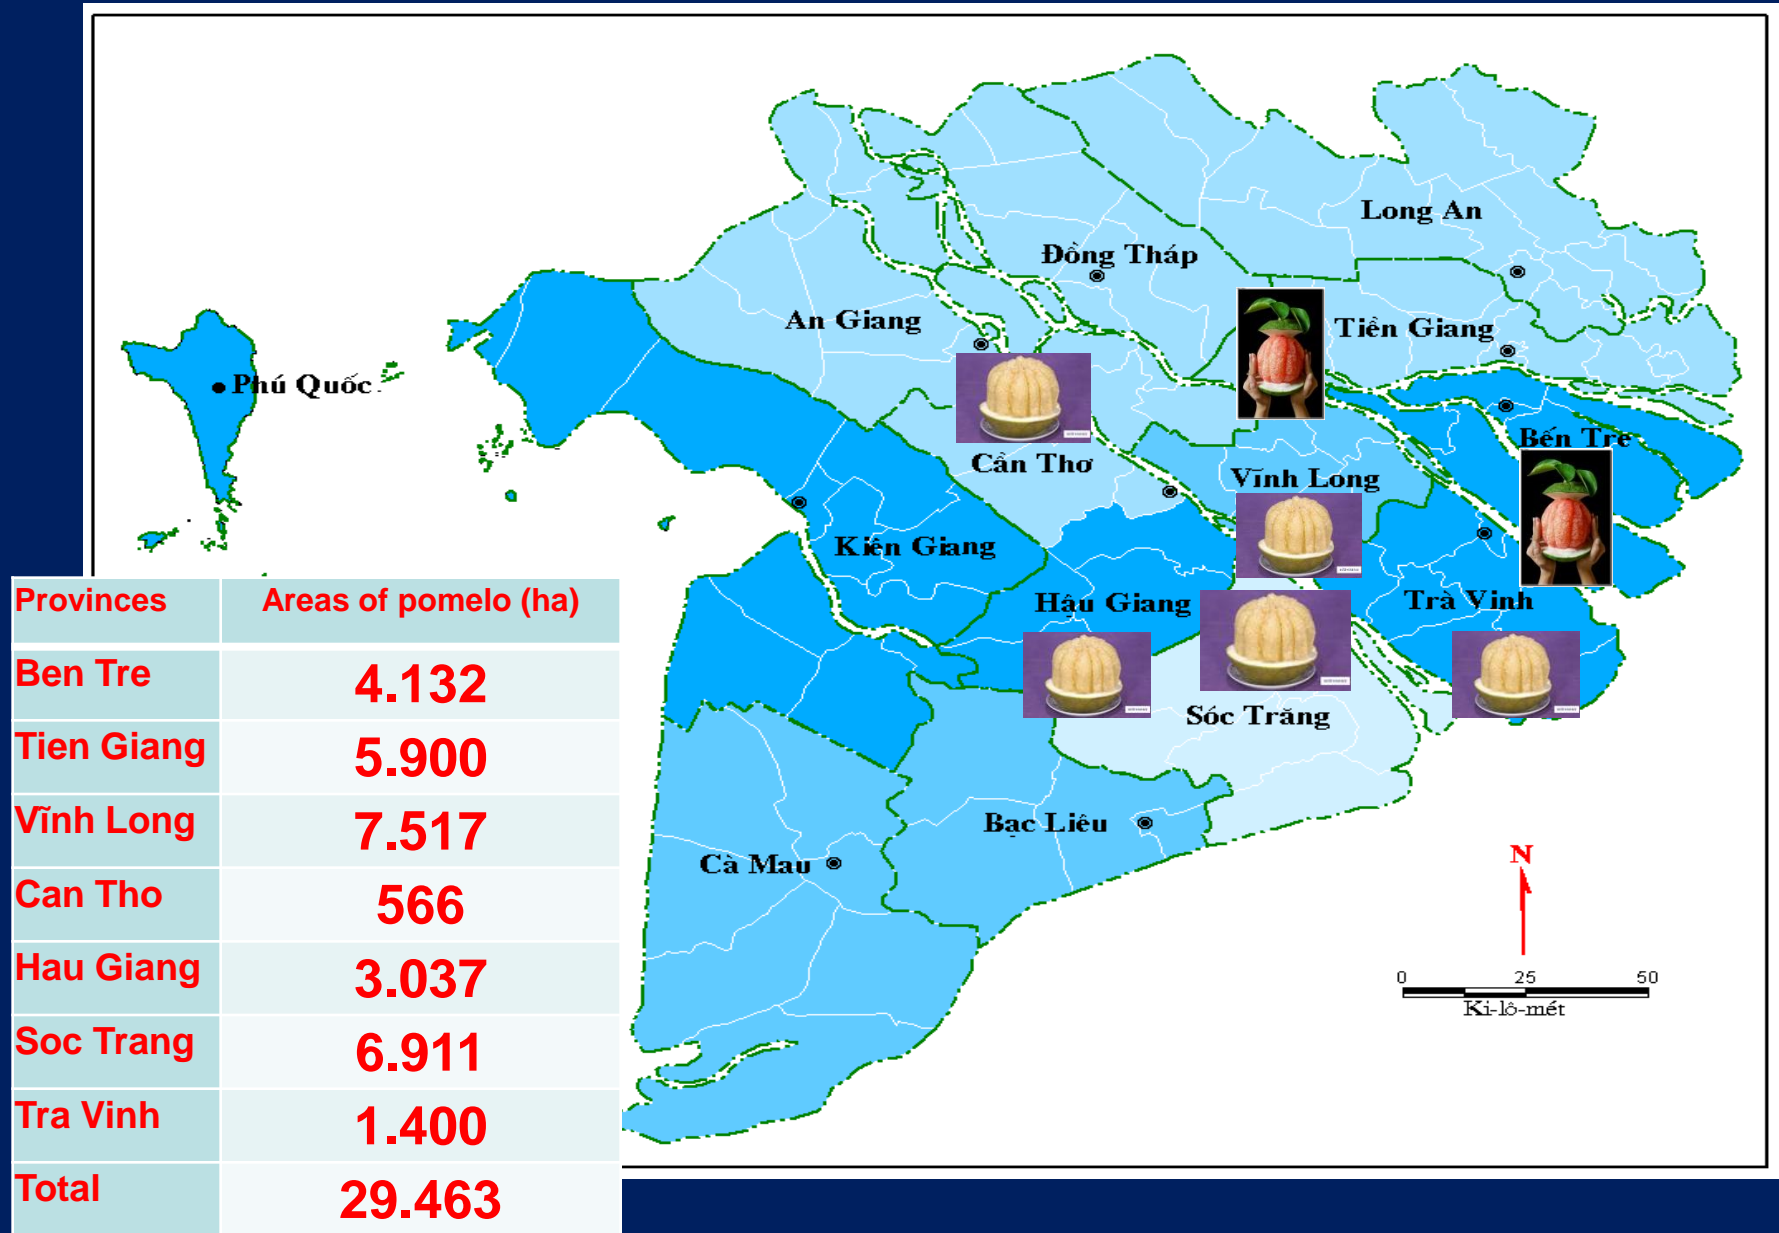 Long An
Đồng Tháp
An Giang
Tiền Giang
Phú Quốc
Bến Tre
Cần Thơ
Vĩnh Long
Kiên Giang
Hậu Giang
Trà Vinh
Sóc Trăng
Bạc Liêu
Cà Mau
N
0 25 50
Ki-lô-mét
Provinces Areas of pomelo (ha)
Ben Tre 4.132
Tien Giang 5.900
Vĩnh Long 7.517
Can Tho 566
Hau Giang 3.037
Soc Trang 6.911
Tra Vinh 1.400
Total 29.463